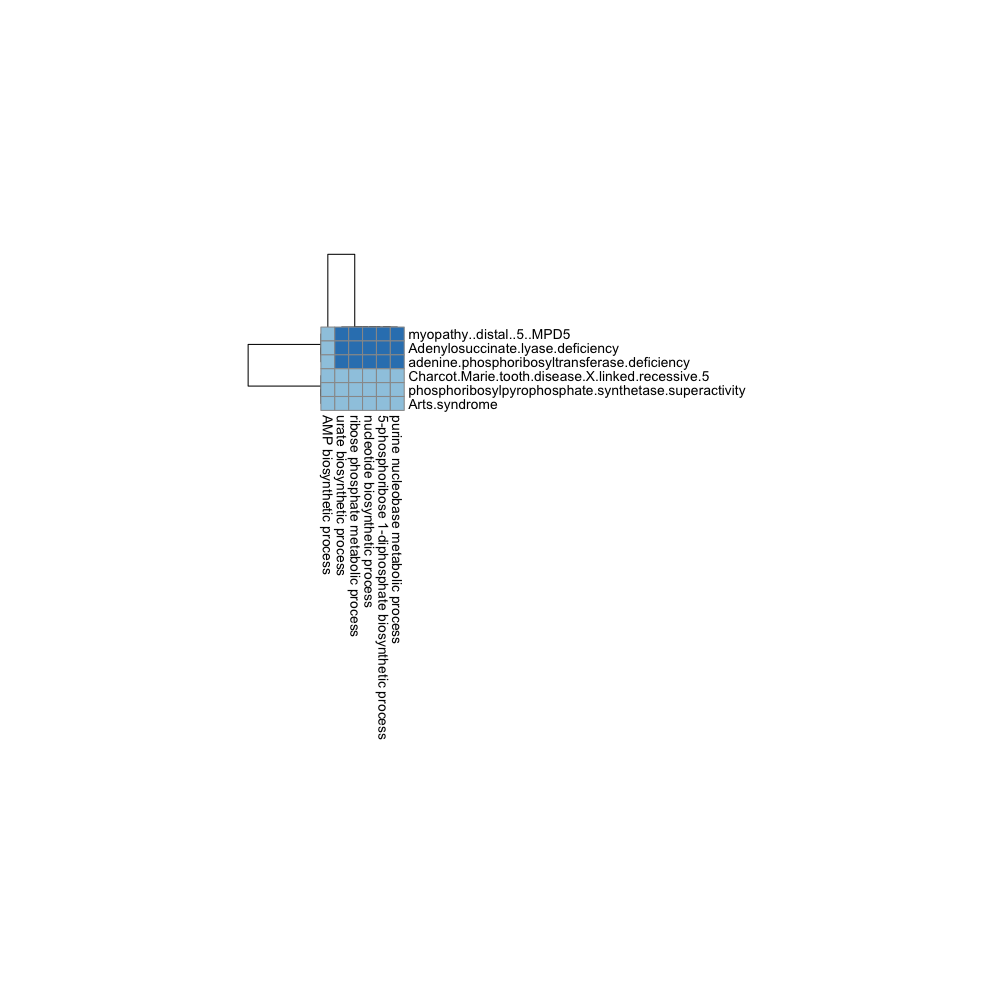 myopathy..distal..5..MPD5
Adenylosuccinate.lyase.deficiency
adenine.phosphoribosyltransferase.deficiency
Charcot.Marie.tooth.disease.X.linked.recessive.5
phosphoribosylpyrophosphate.synthetase.superactivity
Arts.syndrome
AMP biosynthetic process
urate biosynthetic process
ribose phosphate metabolic process
nucleotide biosynthetic process
5-phosphoribose 1-diphosphate biosynthetic process
purine nucleobase metabolic process